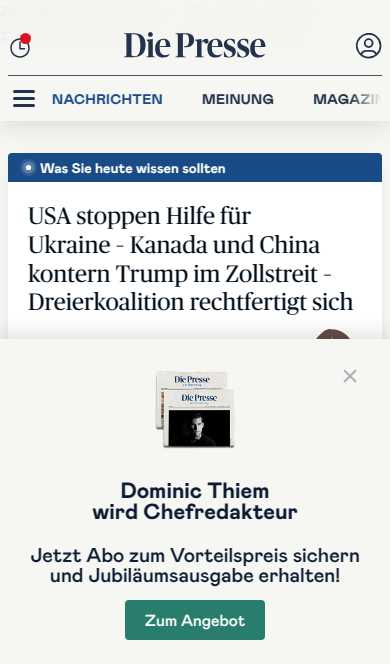 Die Presse
NACHRICHTEN MEINUNG MAGAZIN
Was Sie heute wissen sollten
USA stoppen Hilfe für
Ukraine – Kanada und China
kontern Trump im Zollstreit –
Dreierkoalition rechtfertigt sich
Die Presse
Die Presse
Dominic Thiem
wird Chefredakteur
Jetzt Abo zum Vorteilspreis sichern
und Jubiläumsausgabe erhalten!
Zum Angebot